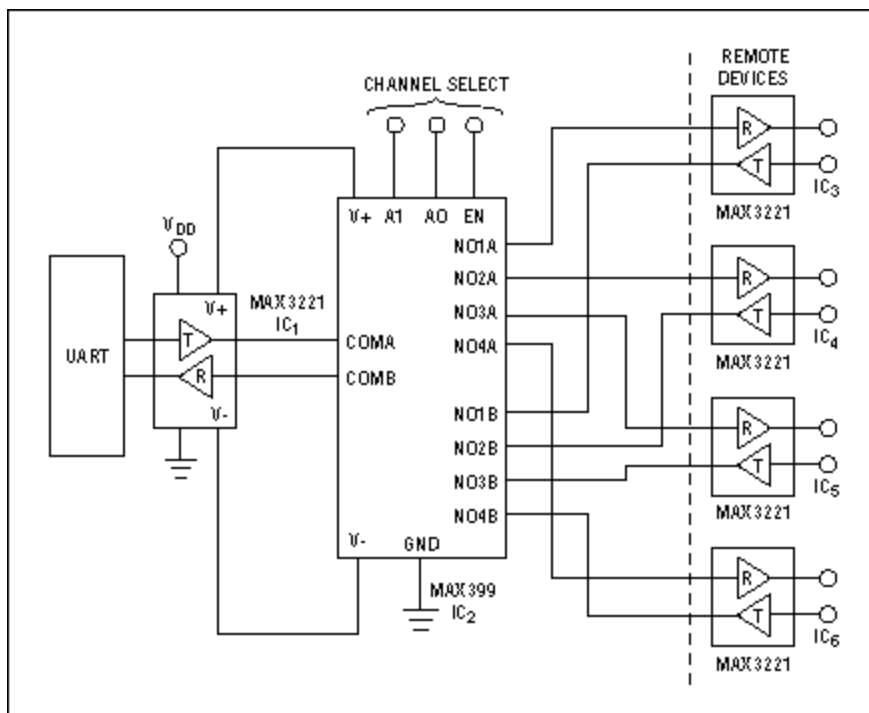 REMOTE
DEVICES
CHANNEL SELECT
R
T
IC3
MAX3221
V+ A1 A0 EN
NO1A
NO2A
NO3A
NO4A
COMA
COMB
NO1B
NO2B
NO3B
NO4B
V- GND
MAX399
IC2
VDD
V+
MAX3221
IC1
T
R
V-
UART
R
T
IC4
MAX3221
R
T
IC5
MAX3221
R
T
IC6
MAX3221